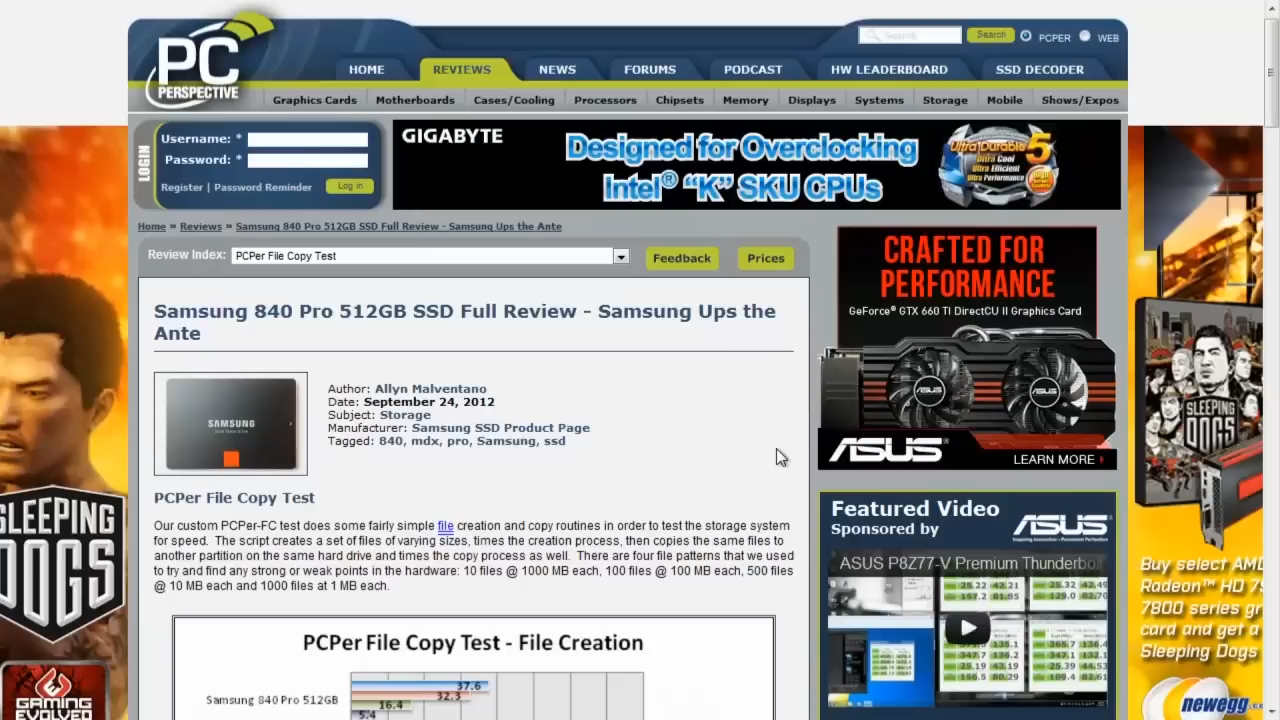 PC
PERSPECTIVE
Search
Search
PCPER
WEB
HOME
REVIEWS
NEWS
FORUMS
PODCAST
HW LEADERBOARD
SSD DECODER
Graphics Cards
Motherboards
Cases/Cooling
Processors
Chipsets
Memory
Displays
Systems
Storage
Mobile
Shows/Expos
LOGIN
Username: *
Password: *
Register | Password Reminder
Log in
GIGABYTE
Designed for Overclocking
Intel® “K” SKU CPUs
Ultra Durable 5
Ultra Cool
Ultra Efficient
Ultra Performance
Home » Reviews » Samsung 840 Pro 512GB SSD Full Review - Samsung Ups the Ante
Review Index:
PCPer File Copy Test
Feedback
Prices
Samsung 840 Pro 512GB SSD Full Review - Samsung Ups the
Ante
SAMSUNG
Author: Allyn Malventano
Date: September 24, 2012
Subject: Storage
Manufacturer: Samsung SSD Product Page
Tagged: 840, mdx, pro, Samsung, ssd
PCPer File Copy Test
Our custom PCPer-FC test does some fairly simple file creation and copy routines in order to test the storage system
for speed. The script creates a set of files of varying sizes, times the creation process, then copies the same files to
another partition on the same hard drive and times the copy process as well. There are four file patterns that we used
to try and find any strong or weak points in the hardware: 10 files @ 1000 MB each, 100 files @ 100 MB each, 500 files
@ 10 MB each and 1000 files at 1 MB each.
PCPerFile Copy Test - File Creation
Samsung 840 Pro 512GB
37.6
32.3
16.4
CRAFTED FOR
PERFORMANCE
GeForce® GTX 660 TI DirectCU II Graphics Card
ASUS
ASUS
ASUS
LEARN MORE
Featured Video
Sponsored by
ASUS
ASUS P8Z77-V Premium Thunderbo
SLEEPING
DOGS
GAMING
EVOLVED
SLEEPING
DOGS
Buy select AMD
Radeon™ HD 79
7800 series gr
card and get a
Sleeping Dogs
newegg